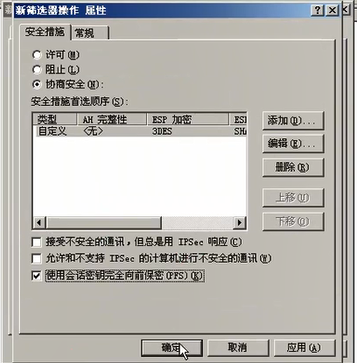 新筛选器操作 属性
安全措施 常规
许可(M)
阻止(L)
协商安全(N):
安全措施首选顺序(S):
类型 AH 完整性 ESP 加密 ESI
自定义 <无> 3DES SHA
添加(D)...
编辑(E)...
删除(R)
上移(U)
下移(O)
接受不安全的通讯，但总是用 IPSec 响应(C)
允许和不支持 IPSec 的计算机进行不安全的通讯(W)
使用会话密钥完全向前保密(PFS)(K)
确定 取消 应用(A)